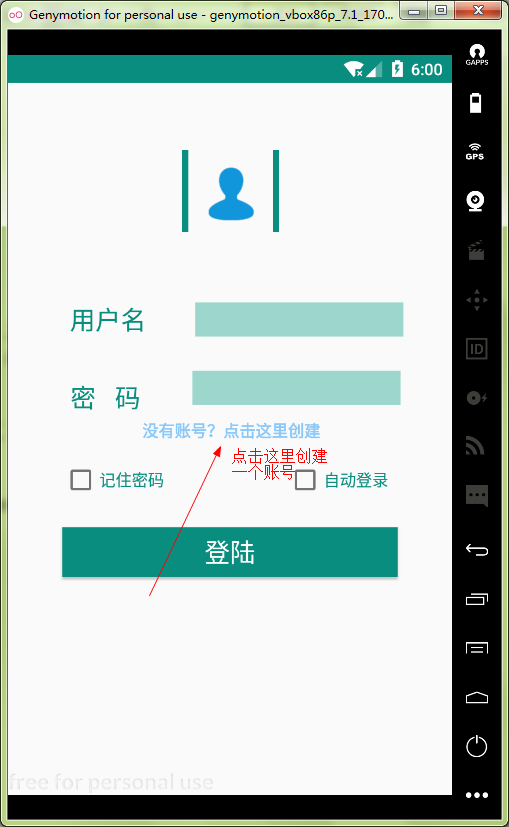 Genymotion for personal use - genymotion_vbox86p_7.1_170...
GAPPS
6:00
GPS
用户名
ID
密 码
没有账号？点击这里创建
点击这里创建
一个账号
记住密码
自动登录
登陆
free for personal use